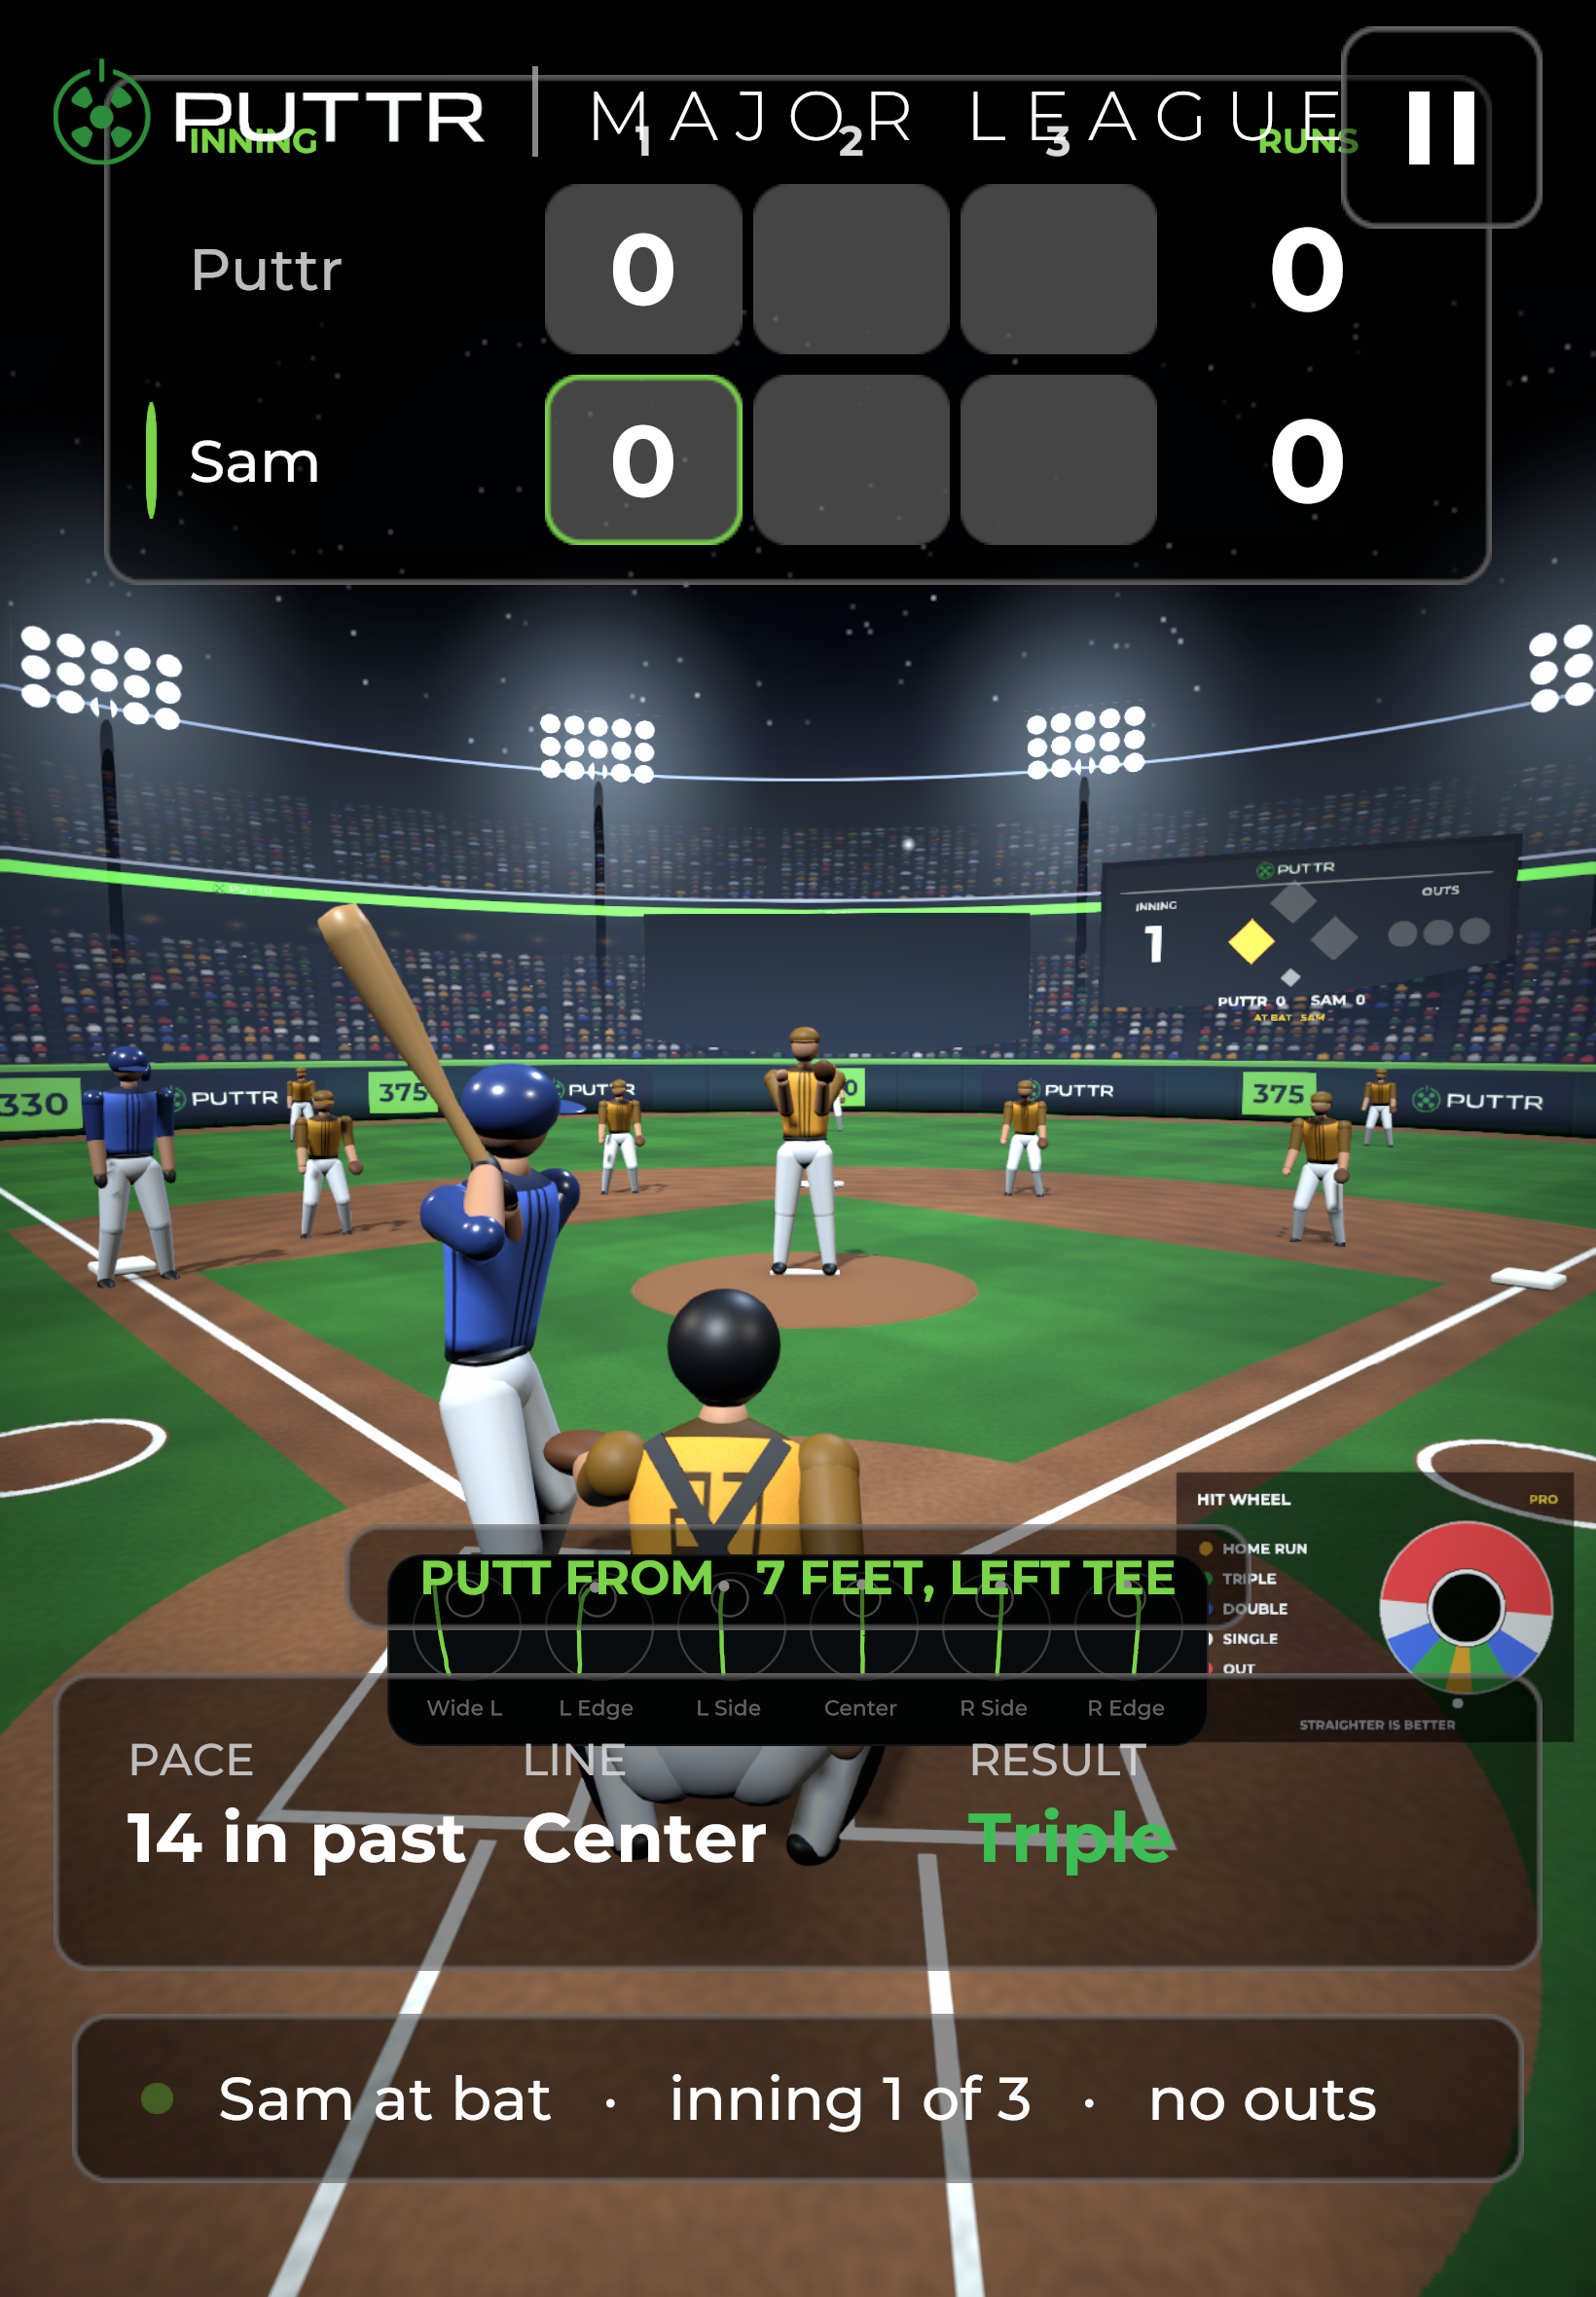 PUTTR | MAJOR LEAGUE
INNING 1 2 3 RUNS
Puttr 0 0
Sam 0 0
PUTTR
PUTTR
INNING OUTS
1
PUTTR 0 SAM 0
AT BAT SAM
330 PUTTR 375 PUTTR 0 PUTTR 375 PUTTR
HIT WHEEL PRO
HOME RUN
TRIPLE
DOUBLE
SINGLE
OUT
STRAIGHTER IS BETTER
PUTT FROM 7 FEET, LEFT TEE
Wide L L Edge L Side Center R Side R Edge
PACE LINE RESULT
14 in past Center Triple
Sam at bat · inning 1 of 3 · no outs